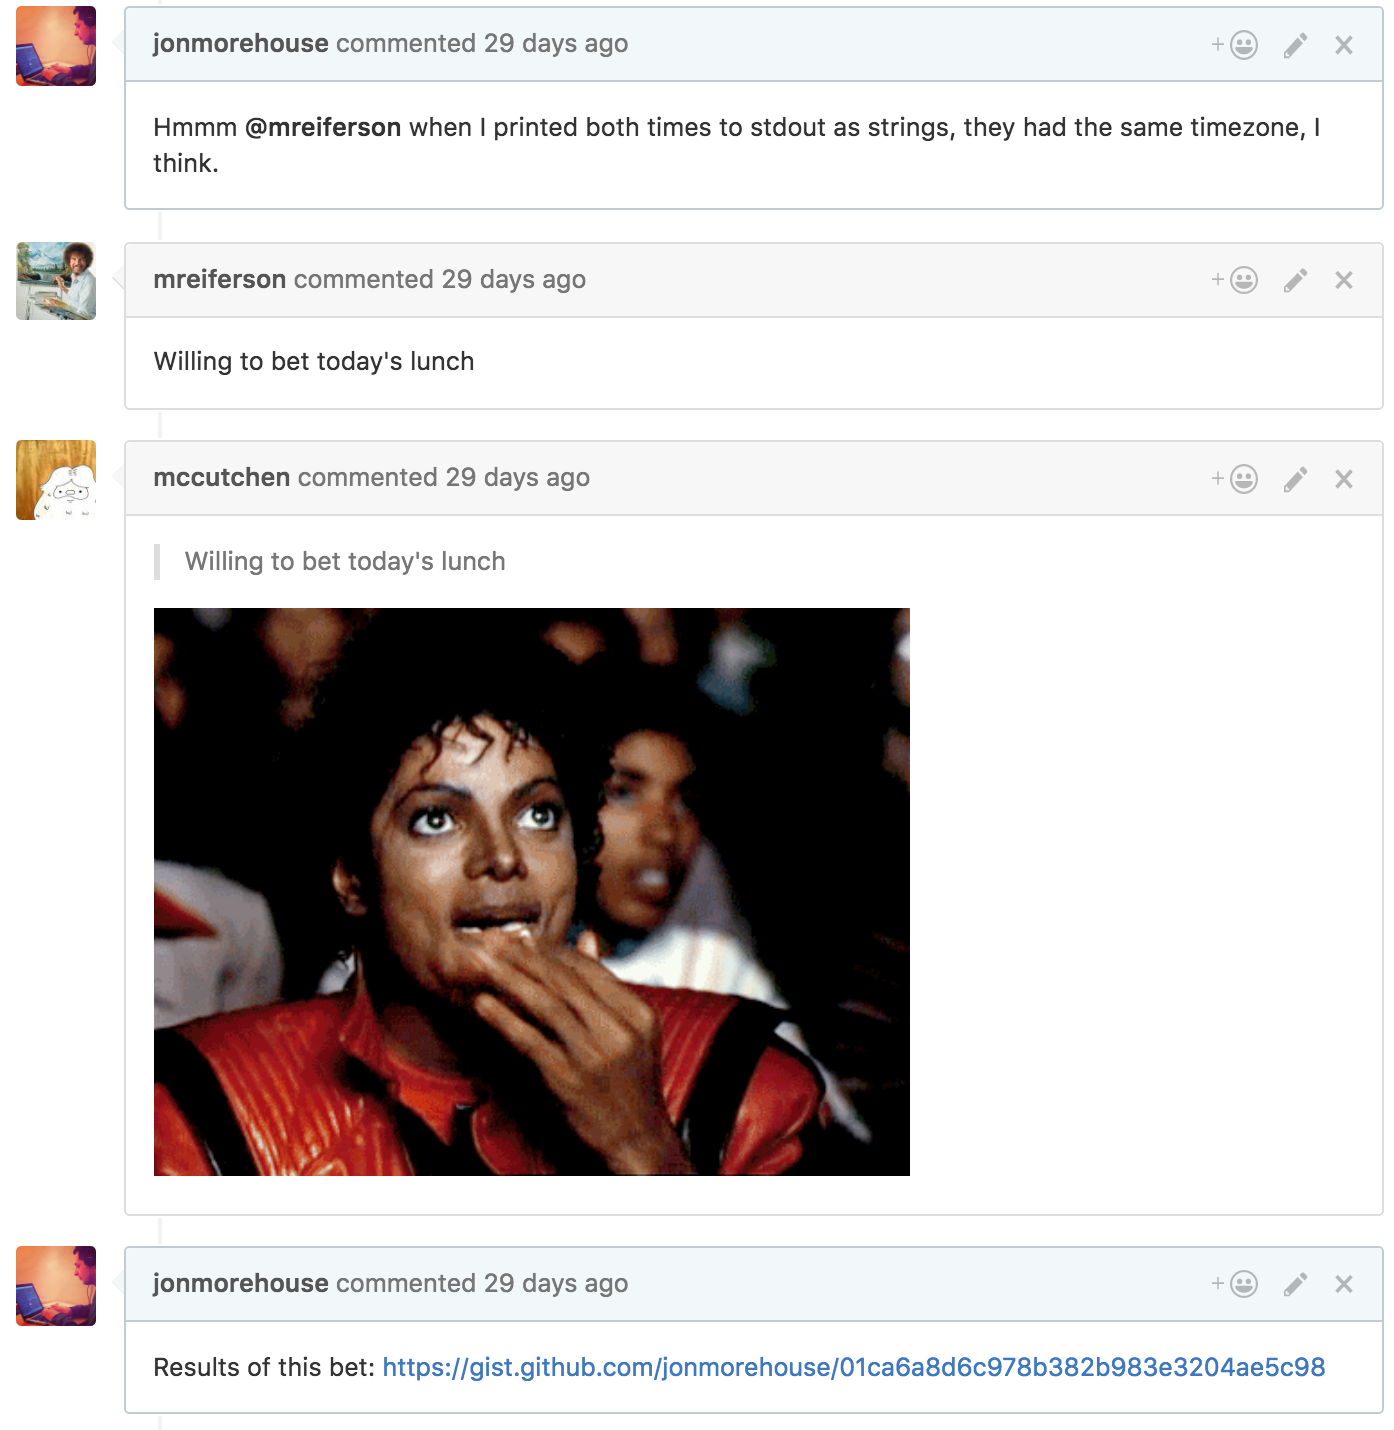 jonmorehouse commented 29 days ago
Hmmm @mreiferson when I printed both times to stdout as strings, they had the same timezone, I
think.
mreiferson commented 29 days ago
Willing to bet today's lunch
mccutchen commented 29 days ago
Willing to bet today's lunch
jonmorehouse commented 29 days ago
Results of this bet: https://gist.github.com/jonmorehouse/01ca6a8d6c978b382b983e3204ae5c98